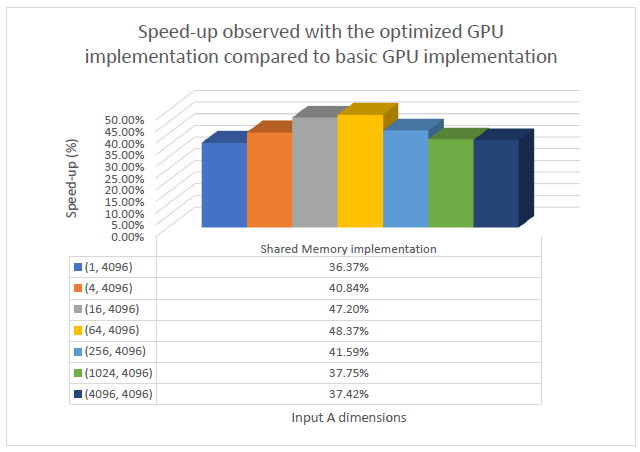 Speed-up observed with the optimized GPU
implementation compared to basic GPU implementation
Speed-up (%)
50.00%
45.00%
40.00%
35.00%
30.00%
25.00%
20.00%
15.00%
10.00%
5.00%
0.00%
Shared Memory implementation
(1, 4096) 36.37%
(4, 4096) 40.84%
(16, 4096) 47.20%
(64, 4096) 48.37%
(256, 4096) 41.59%
(1024, 4096) 37.75%
(4096, 4096) 37.42%
Input A dimensions